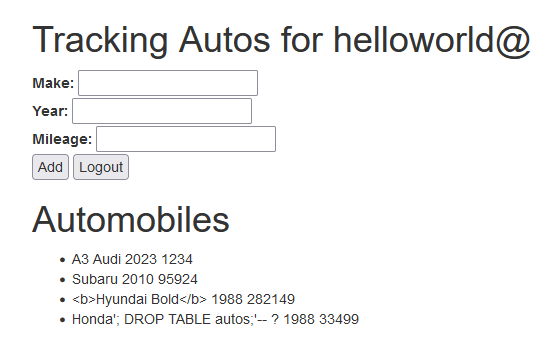 Tracking Autos for helloworld@
Make:
Year:
Mileage:
Add Logout
Automobiles
• A3 Audi 2023 1234
• Subaru 2010 95924
• <b>Hyundai Bold</b> 1988 282149
• Honda'; DROP TABLE autos;'-- ? 1988 33499